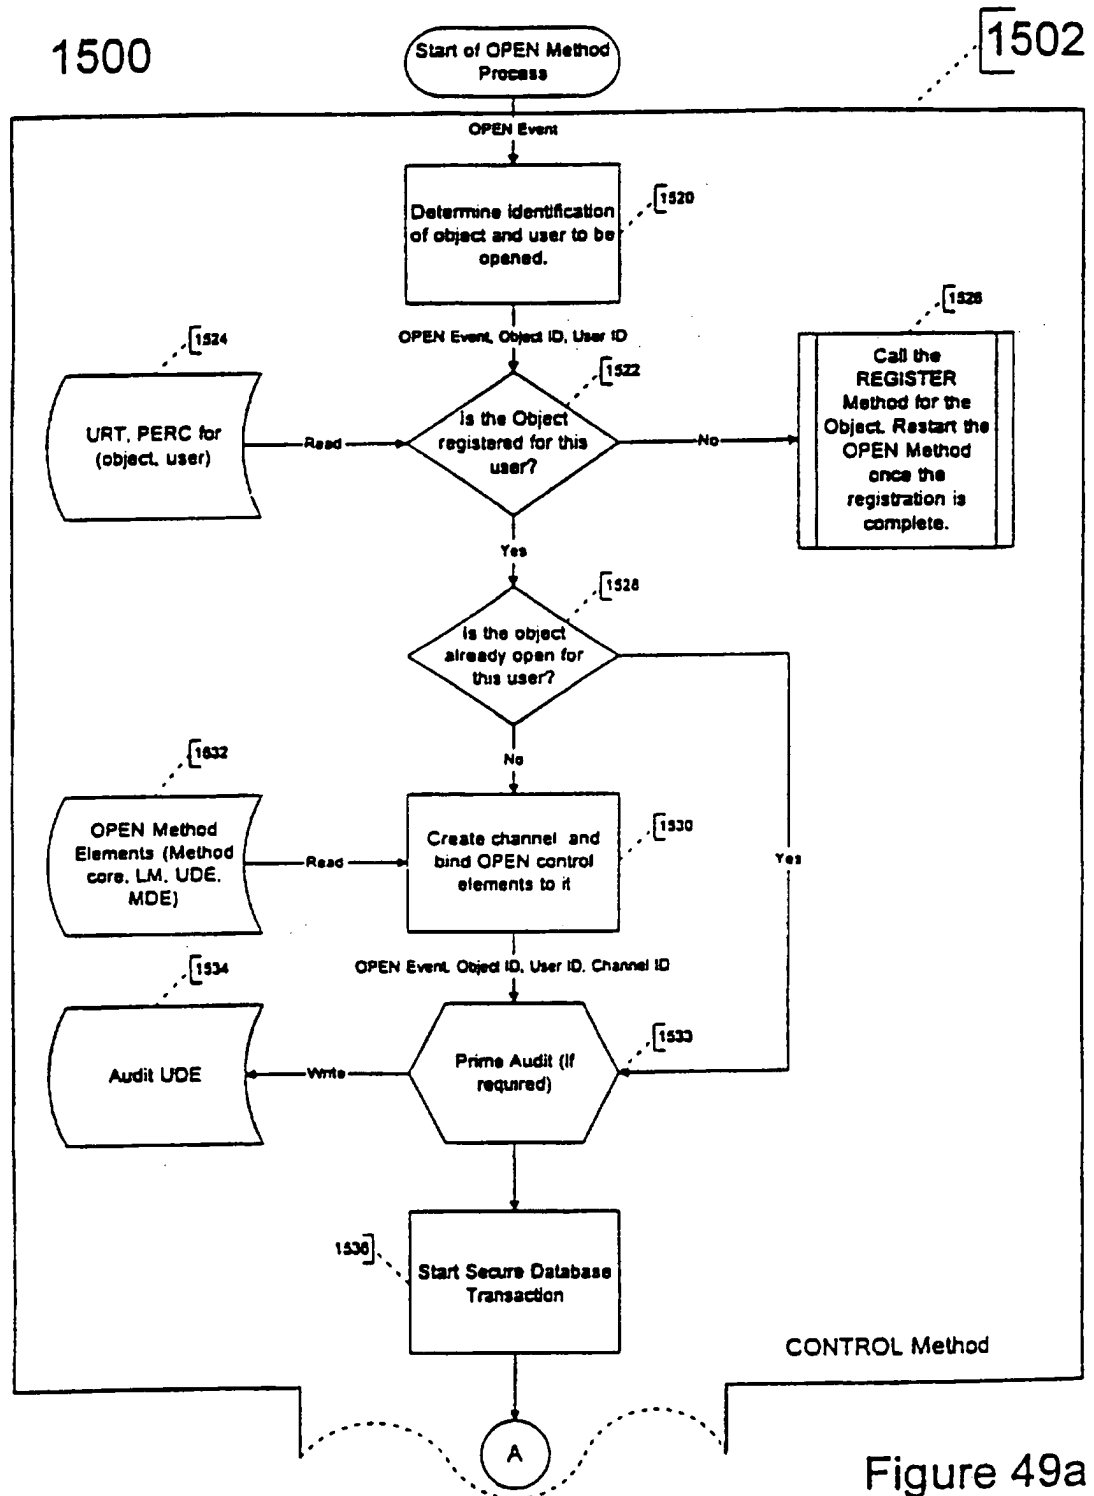 1500
1502
Start of OPEN Method
Process
OPEN Event
1520
Determine identification
of object and user to be
opened.
OPEN Event, Object ID, User ID
1524
1522
1526
URT, PERC for
(object, user)
Read
Is the Object
registered for this
user?
No
Call the
REGISTER
Method for the
Object. Restart the
OPEN Method
once the
registration is
complete.
Yes
1528
Is the object
already open for
this user?
No
Yes
1532
OPEN Method
Elements (Method
core, LM, UDE,
MDE)
Read
1530
Create channel and
bind OPEN control
elements to it
OPEN Event, Object ID, User ID, Channel ID
1534
1533
Audit UDE
Write
Prime Audit (If
required)
1536
Start Secure Database
Transaction
CONTROL Method
A
Figure 49a